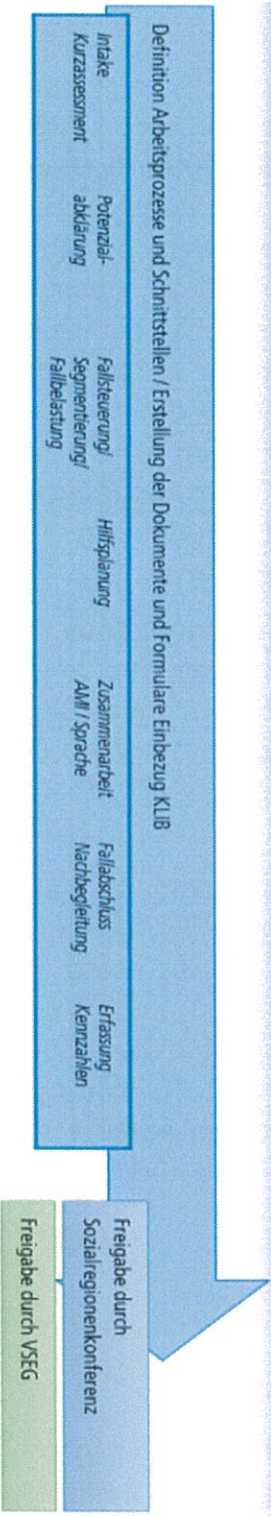 Definition Arbeitsprozesse und Schnittstellen / Erstellung der Dokumente und Formulare Einbezug KLIB
Intake
Kurzassessment
Potenzial-
abklärung
Fallsteuerung/
Segmentierung/
Fallbelastung
Hilfsplanung
Zusammenarbeit
AMI / Sprache
Fallabschluss
Nachbegleitung
Erfassung
Kennzahlen
Freigabe durch
Sozialregionenkonferenz
Freigabe durch VSEG